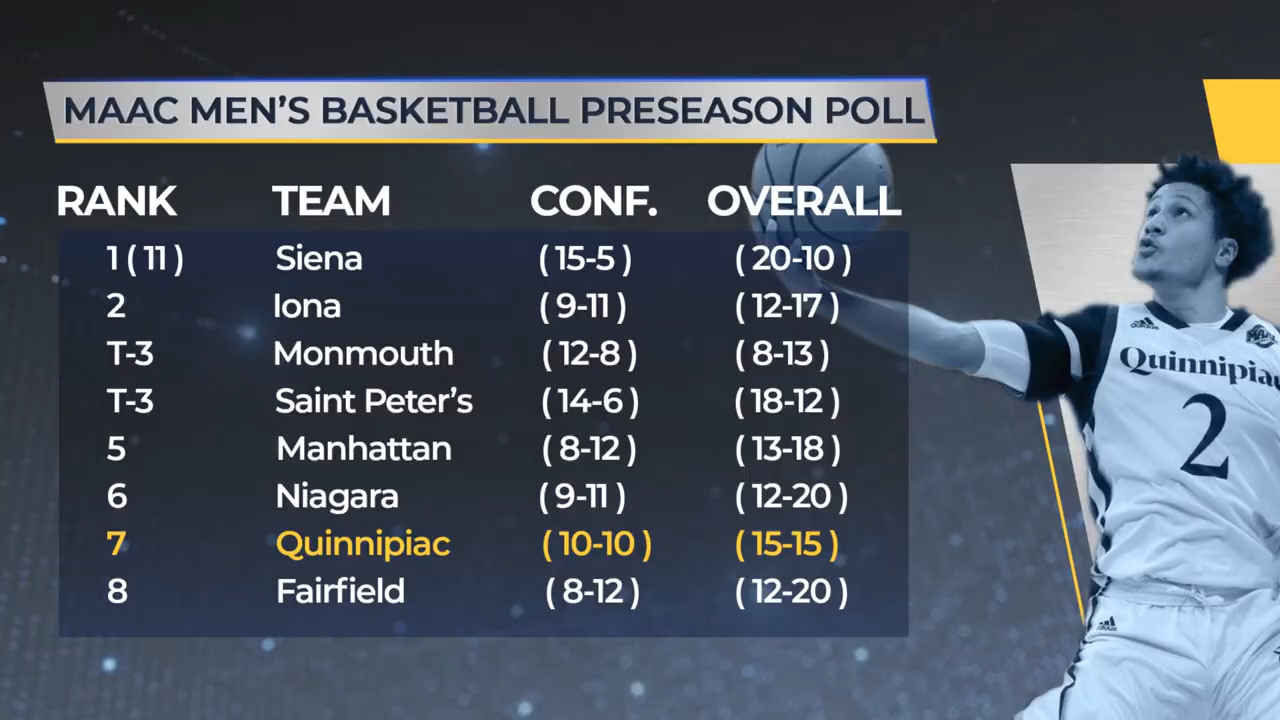 MAAC MEN'S BASKETBALL PRESEASON POLL
RANK TEAM CONF. OVERALL
1 ( 11 ) Siena ( 15-5 ) ( 20-10 )
2 Iona ( 9-11 ) ( 12-17 )
T-3 Monmouth ( 12-8 ) ( 8-13 )
T-3 Saint Peter's ( 14-6 ) ( 18-12 )
5 Manhattan ( 8-12 ) ( 13-18 )
6 Niagara ( 9-11 ) ( 12-20 )
7 Quinnipiac ( 10-10 ) ( 15-15 )
8 Fairfield ( 8-12 ) ( 12-20 )
adidas
MAAC
Quinnipiac
2
adidas